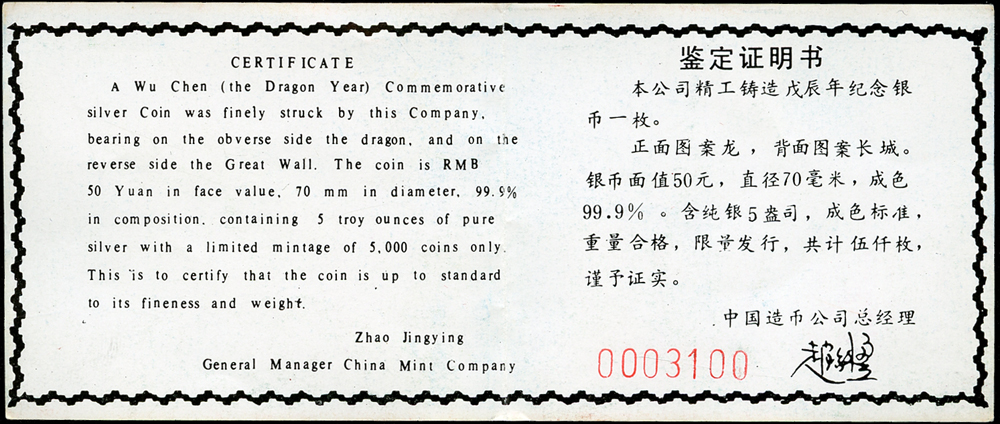 CERTIFICATE
A Wu Chen (the Dragon Year) Commemorative
silver Coin was finely struck by this Company,
bearing on the obverse side the dragon, and on the
reverse side the Great Wall. The coin is RMB
50 Yuan in face value, 70 mm in diameter, 99.9%
in composition, containing 5 troy ounces of pure
silver with a limited mintage of 5,000 coins only.
This is to certify that the coin is up to standard
to its fineness and weight.
Zhao Jingying
General Manager China Mint Company
鉴定证明书
本公司精工铸造戊辰年纪念银
币一枚。
正面图案龙，背面图案长城。
银币面值50元，直径70毫米，成色
99.9%。含纯银5盎司，成色标准，
重量合格，限量发行，共计伍仟枚，
谨予证实。
中国造币公司总经理
0003100